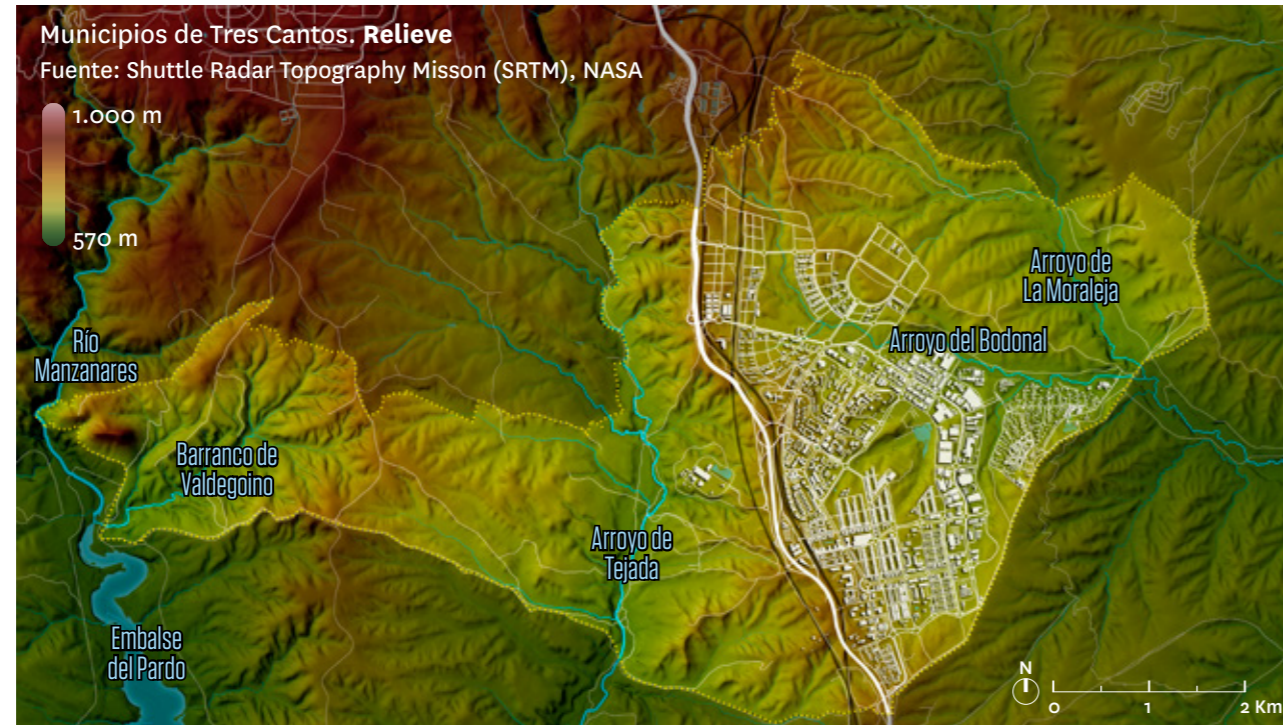 Municipios de Tres Cantos. Relieve
Fuente: Shuttle Radar Topography Misson (SRTM), NASA
1.000 m
570 m
Arroyo de
La Moraleja
Río
Manzanares
Arroyo del Bodonal
Barranco de
Valdegoino
Arroyo de
Tejada
Embalse
del Pardo
N
0 1 2 Km